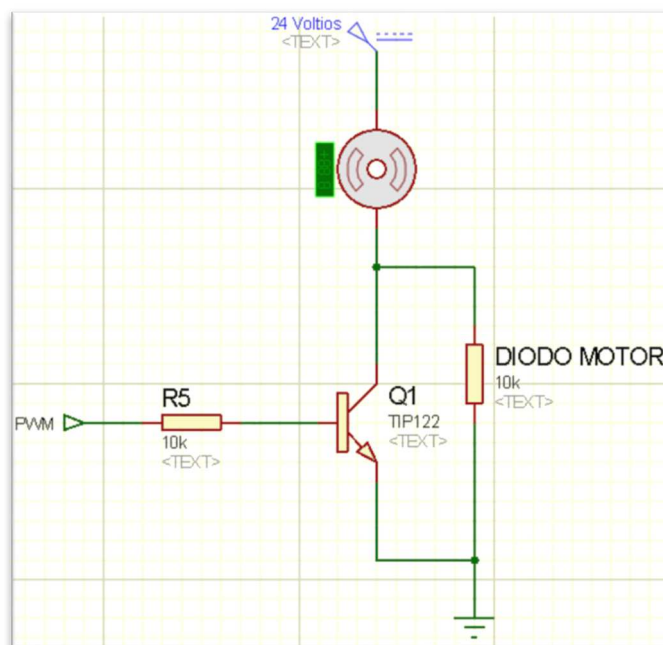 24 Voltios
<TEXT>
DIODO MOTOR
10k
<TEXT>
R5
10k
<TEXT>
Q1
TIP122
<TEXT>
PWM